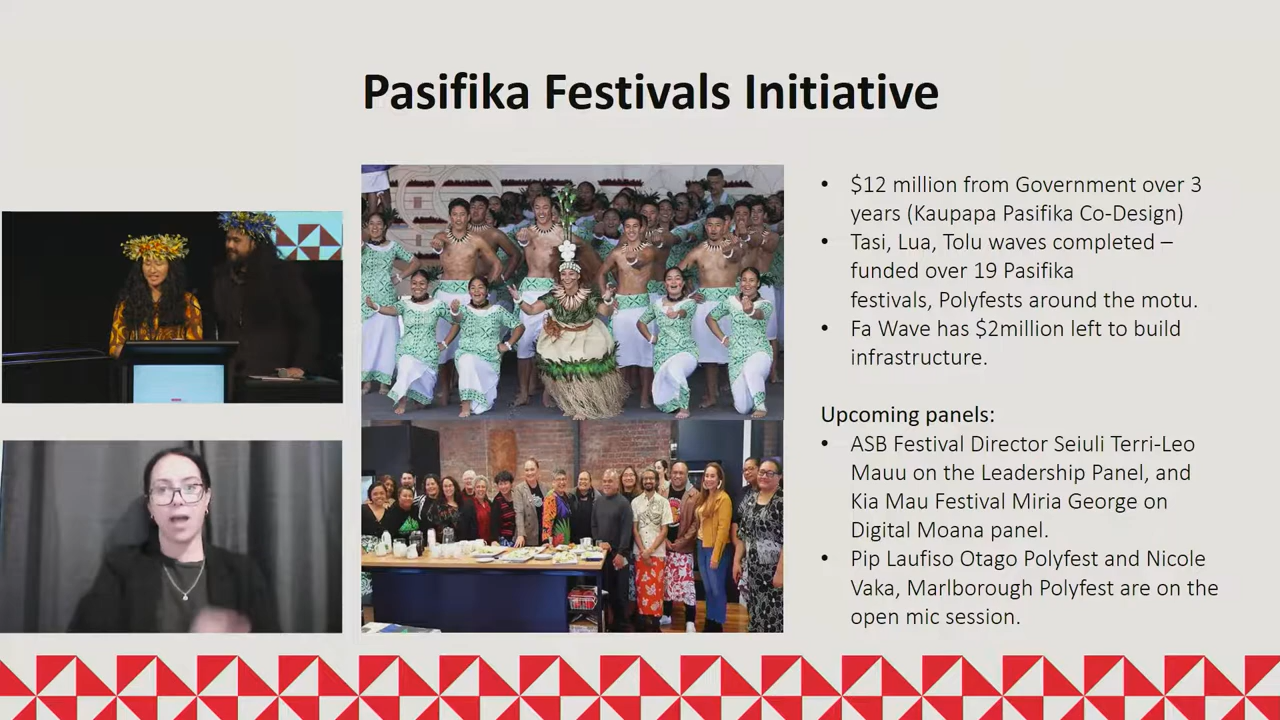 Pasifika Festivals Initiative
• $12 million from Government over 3
years (Kaupapa Pasifika Co-Design)
• Tasi, Lua, Tolu waves completed –
funded over 19 Pasifika
festivals, Polyfests around the motu.
• Fa Wave has $2million left to build
infrastructure.
Upcoming panels:
• ASB Festival Director Seiuli Terri-Leo
Mauu on the Leadership Panel, and
Kia Mau Festival Miria George on
Digital Moana panel.
• Pip Laufiso Otago Polyfest and Nicole
Vaka, Marlborough Polyfest are on the
open mic session.